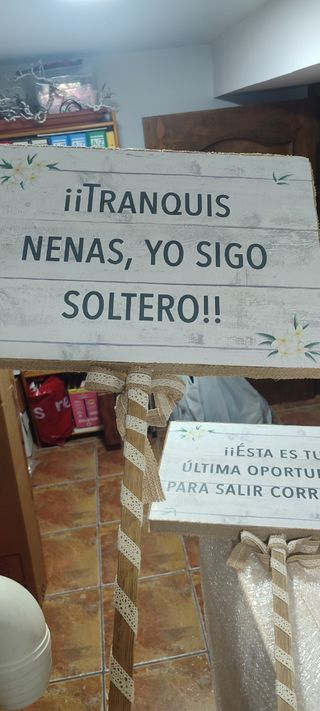 ¡¡TRANQUIS
NENAS, YO SIGO
SOLTERO!!
¡¡ÉSTA ES TU
ÚLTIMA OPORTU
PARA SALIR CORR